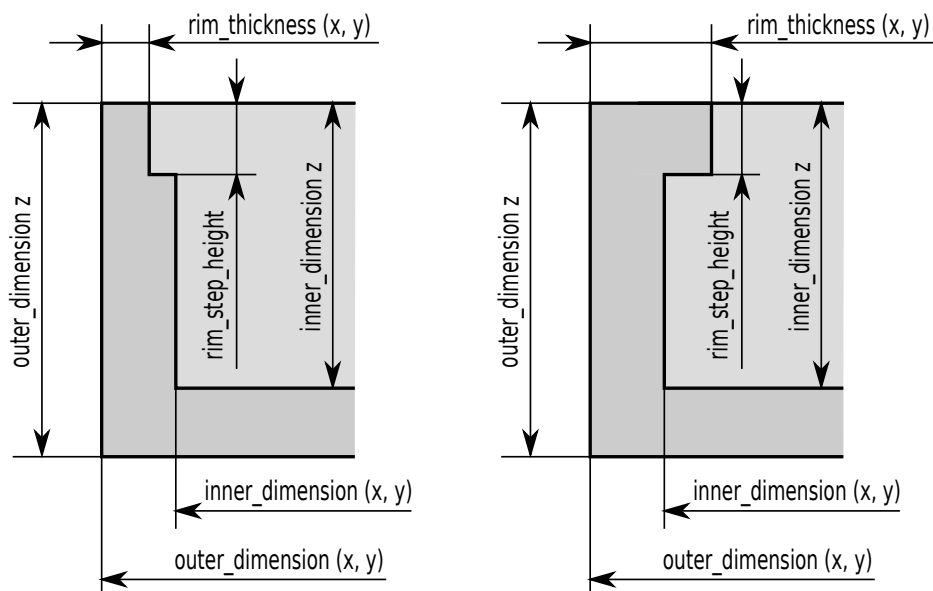 rim_thickness (x, y)
outer_dimension z
rim_step_height
inner_dimension z
inner_dimension (x, y)
outer_dimension (x, y)
rim_thickness (x, y)
outer_dimension z
rim_step_height
inner_dimension z
inner_dimension (x, y)
outer_dimension (x, y)